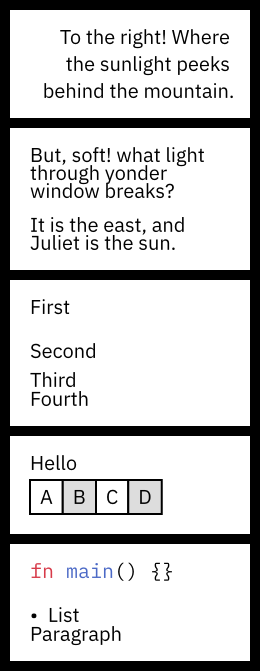 To the right! Where
the sunlight peeks
behind the mountain.
But, soft! what light
through yonder
window breaks?
It is the east, and
Juliet is the sun.
First
Second
Third
Fourth
Hello
A B C D
fn main() {}
• List
Paragraph